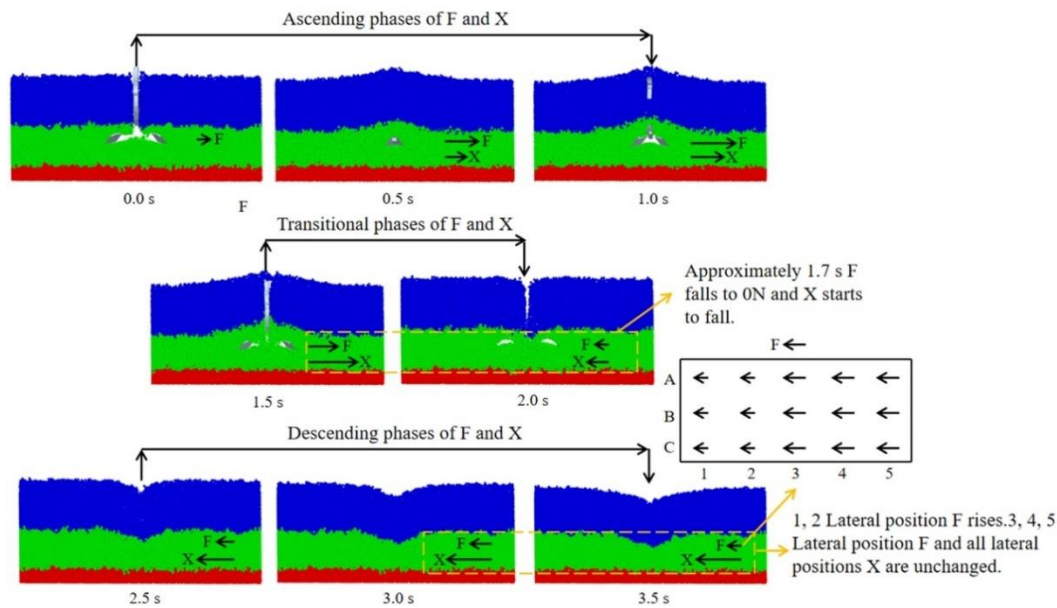 Ascending phases of F and X
F
F
X
F
X
0.0 s
0.5 s
1.0 s
F
Transitional phases of F and X
Approximately 1.7 s F
falls to 0N and X starts
to fall.
F
X
F
X
1.5 s
2.0 s
F
A
B
C
1 2 3 4 5
Descending phases of F and X
F
X
F
X
F
X
1, 2 Lateral position F rises.3, 4, 5
Lateral position F and all lateral
positions X are unchanged.
2.5 s
3.0 s
3.5 s